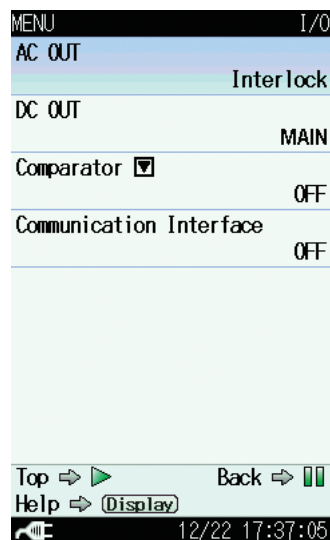 MENU I/O
AC OUT
Interlock
DC OUT
MAIN
Comparator
OFF
Communication Interface
OFF
Top Back
Help (Display)
12/22 17:37:05